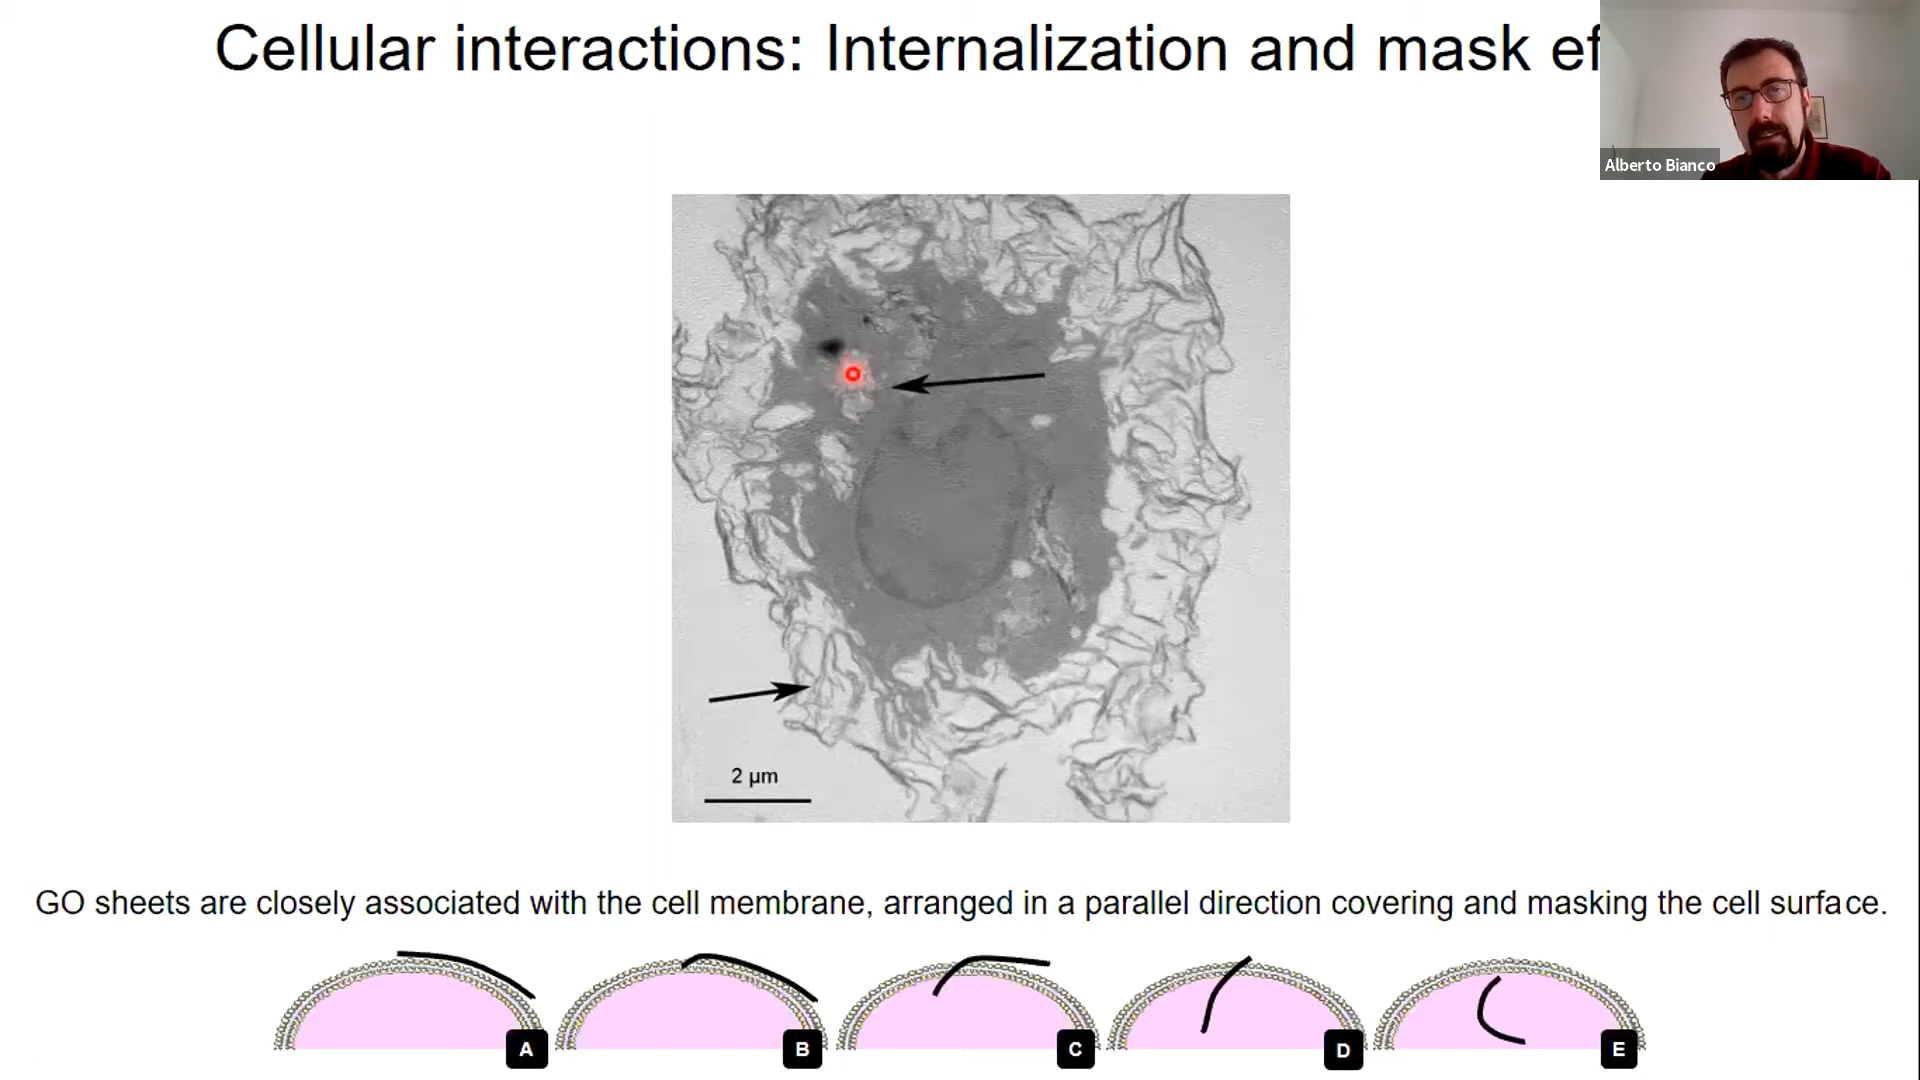 Cellular interactions: Internalization and mask ef
Alberto Bianco
2 µm
GO sheets are closely associated with the cell membrane, arranged in a parallel direction covering and masking the cell surface.
A
B
C
D
E